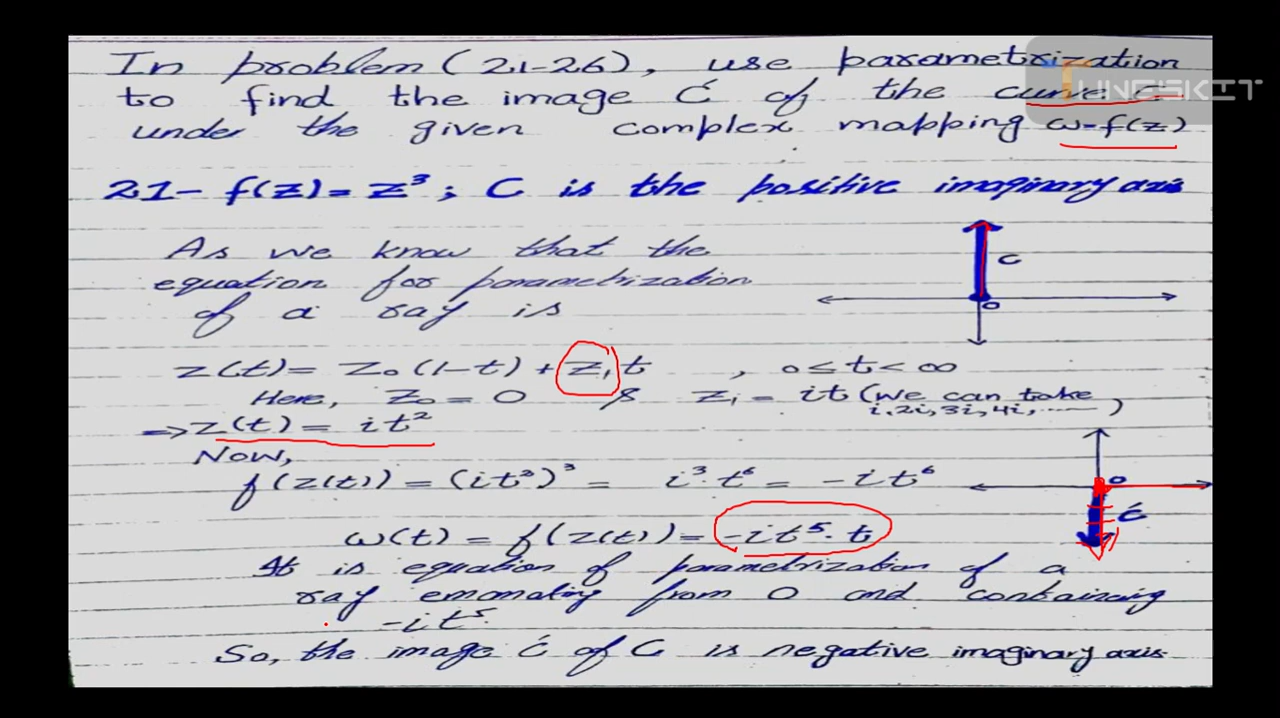 In problem (21-26), use parametrization
to find the image C' of the curve C
under the given complex mapping ω=f(z)
21- f(z)= z³ ; C is the positive imaginary axis
As we know that the
equation for parametrization
of a ray is
C
0
z(t)= z₀(1-t) + z₁t , 0≤t<∞
Here, z₀ = 0 & z₁ = it (we can take
i, 2i, 3i, 4i, ...... )
⇒ z(t) = it²
Now,
f(z(t)) = (it²)³ = i³.t⁶ = -it⁶
0
C'
ω(t) = f(z(t)) = -it⁵.t
It is equation of parametrization of a
ray emanating from 0 and containing
-it⁵.
So, the image C' of C is negative imaginary axis.